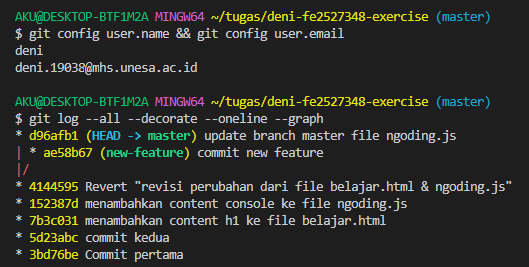 AKU@DESKTOP-BTF1M2A MINGW64 ~/tugas/deni-fe2527348-exercise (master)
$ git config user.name && git config user.email
deni
deni.19038@mhs.unesa.ac.id

AKU@DESKTOP-BTF1M2A MINGW64 ~/tugas/deni-fe2527348-exercise (master)
$ git log --all --decorate --oneline --graph
* d96afb1 (HEAD -> master) update branch master file ngoding.js
| * ae58b67 (new-feature) commit new feature
|/
* 4144595 Revert "revisi perubahan dari file belajar.html & ngoding.js"
* 152387d menambahkan content console ke file ngoding.js
* 7b3c031 menambahkan content h1 ke file belajar.html
* 5d23abc commit kedua
* 3bd76be Commit pertama